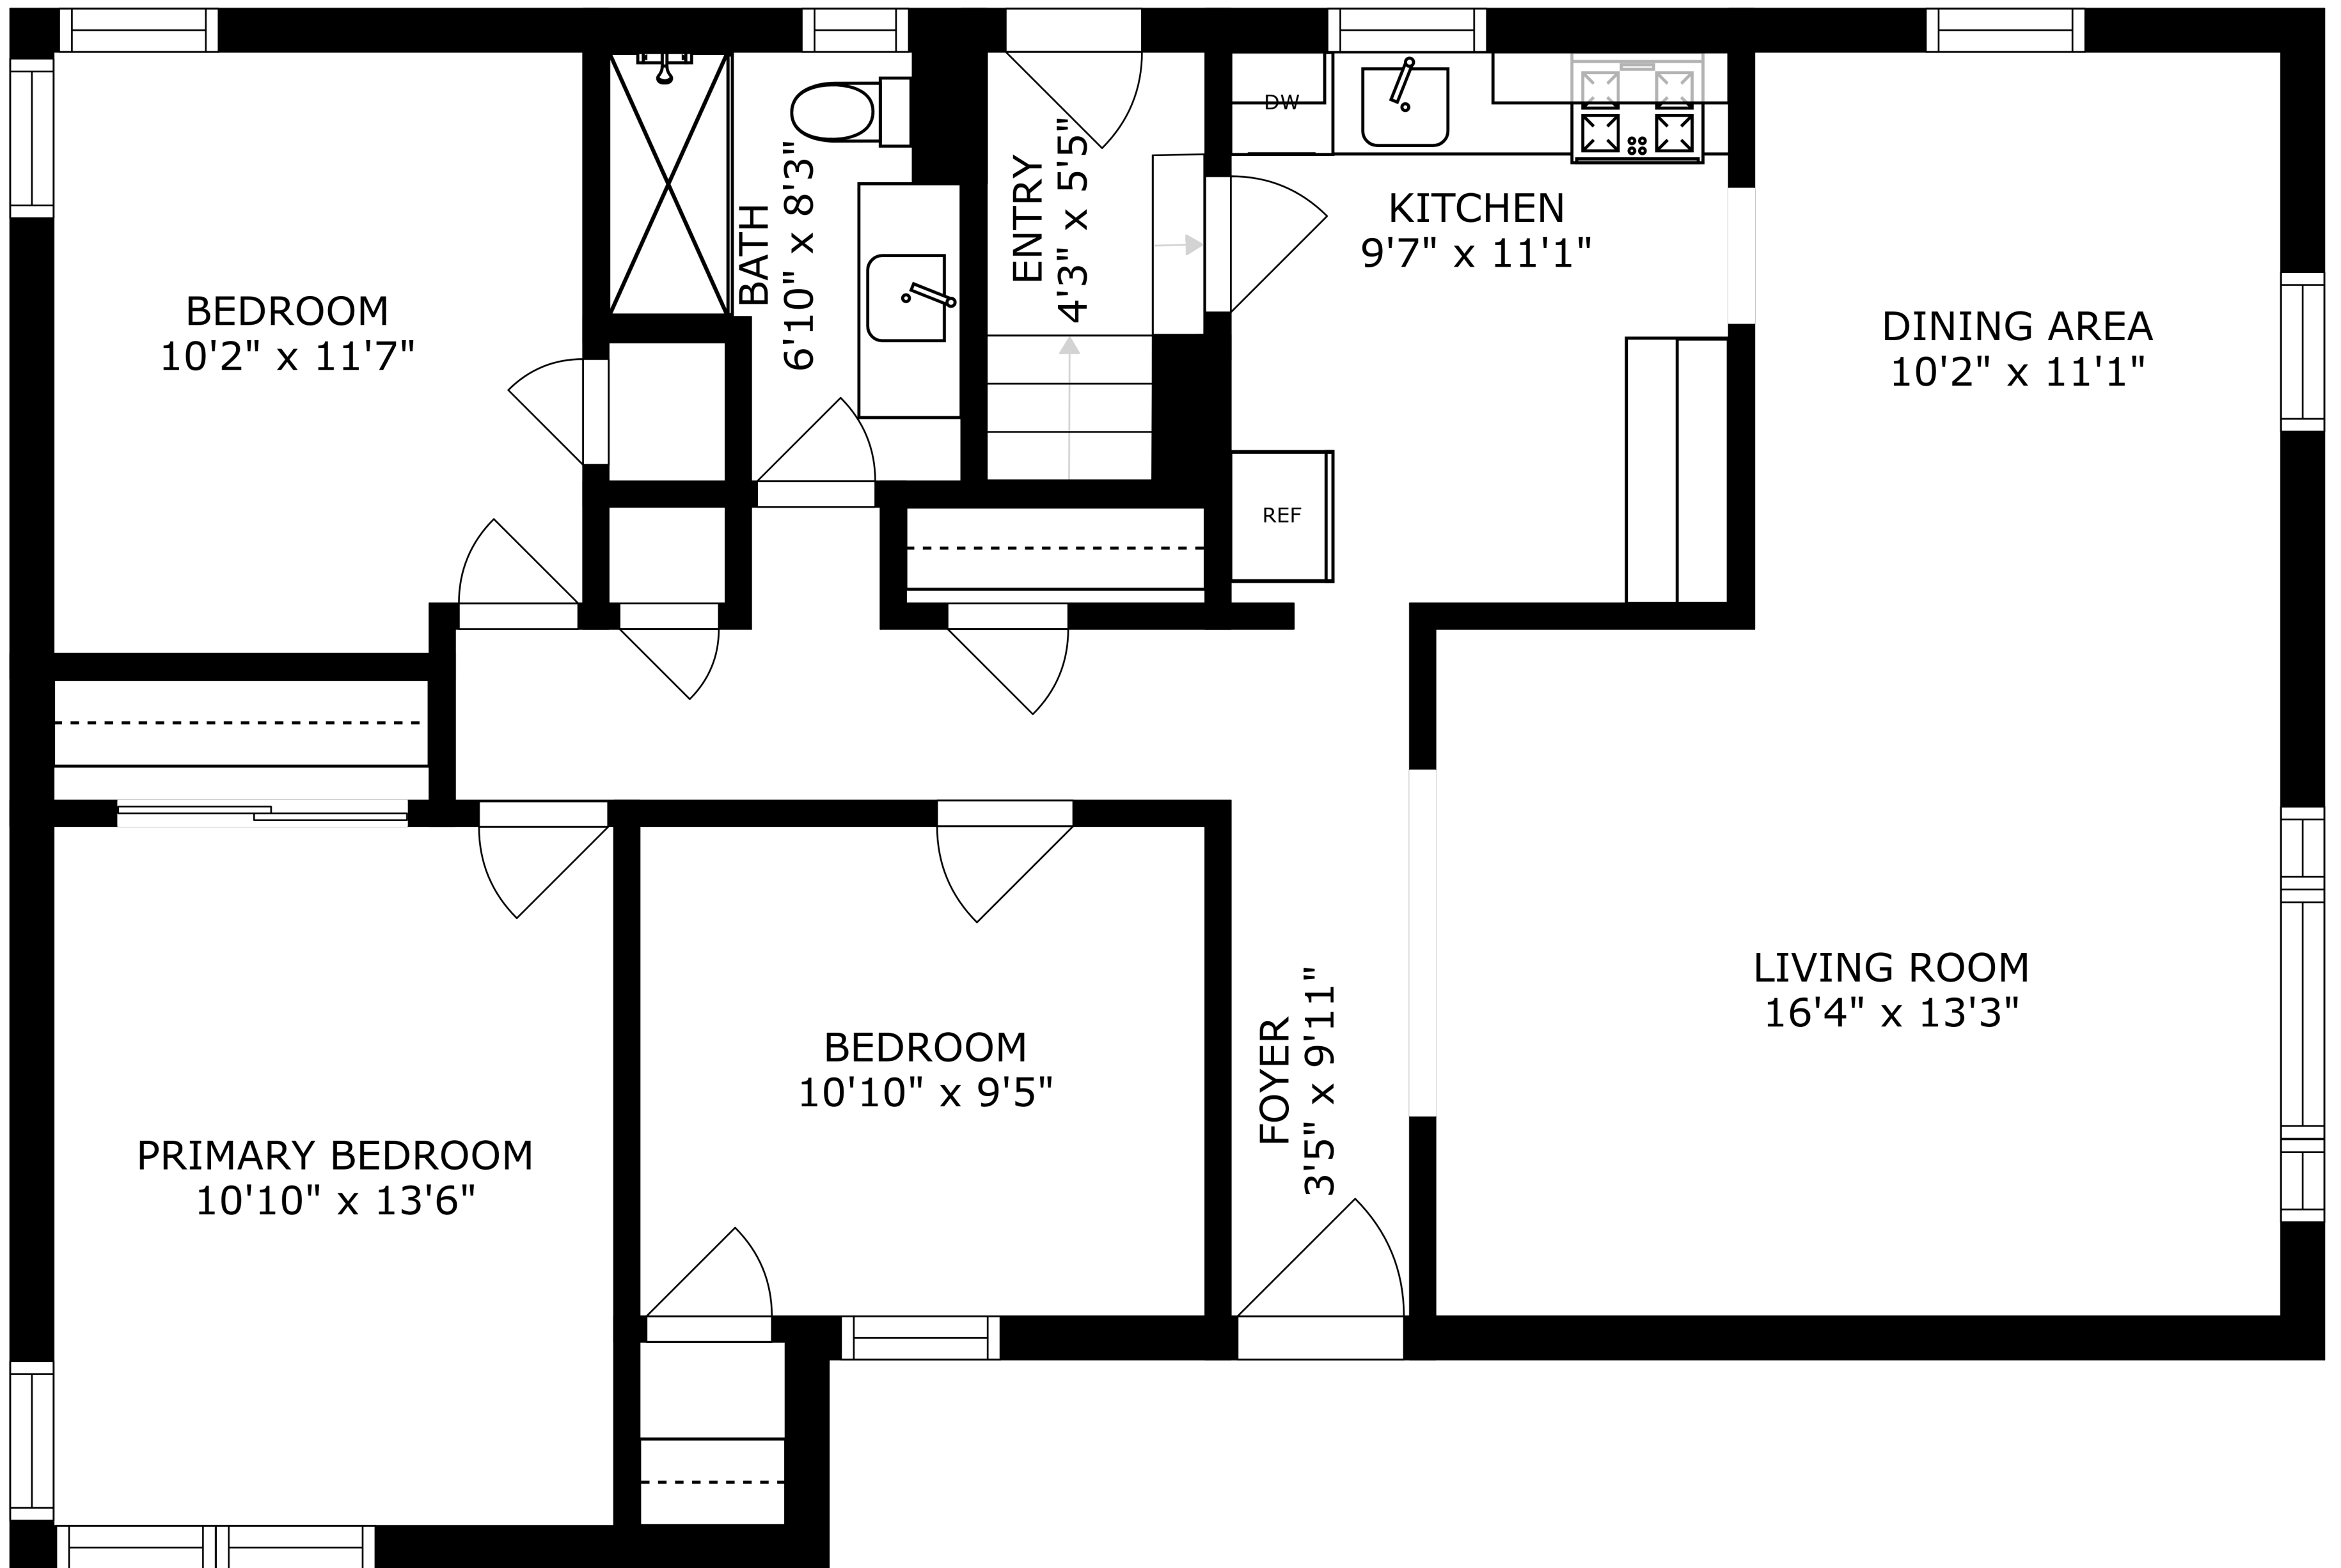 DW
BATH
6'10" x 8'3"
ENTRY
4'3" x 5'5"
KITCHEN
9'7" x 11'1"
BEDROOM
10'2" x 11'7"
DINING AREA
10'2" x 11'1"
REF
LIVING ROOM
16'4" x 13'3"
BEDROOM
10'10" x 9'5"
FOYER
3'5" x 9'11"
PRIMARY BEDROOM
10'10" x 13'6"